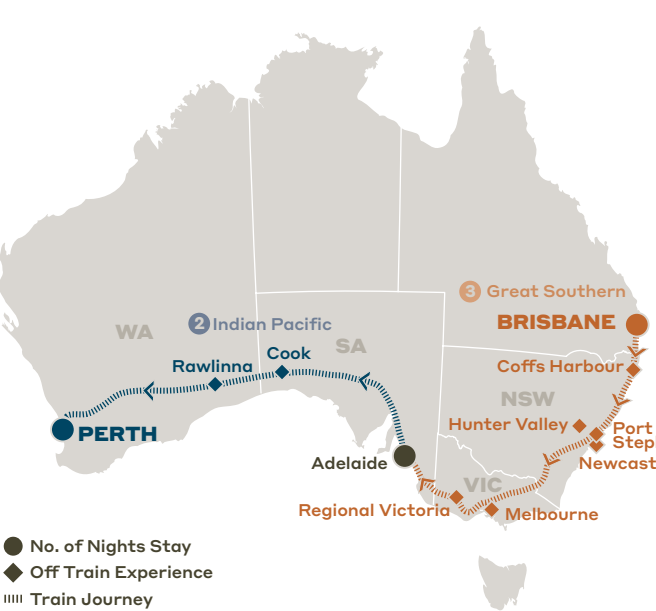 3 Great Southern
BRISBANE
WA
2 Indian Pacific
SA
Cook
Rawlinna
Coffs Harbour
NSW
PERTH
Hunter Valley
Port
Adelaide
Newcast
VIC
Regional Victoria
Melbourne
No. of Nights Stay
Off Train Experience
Train Journey